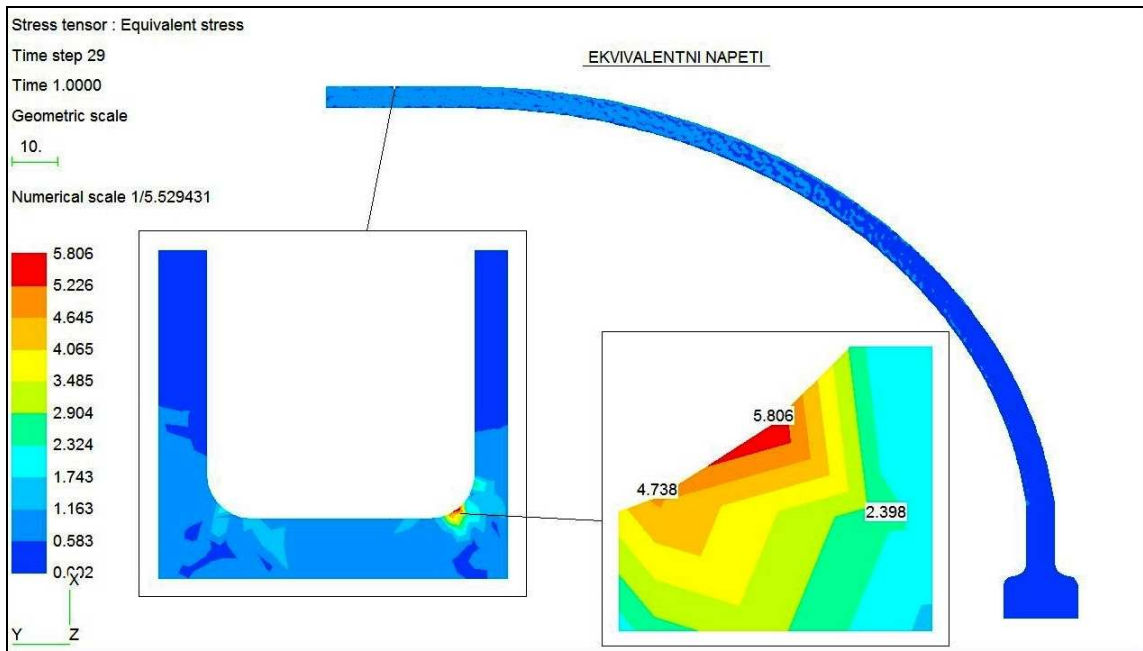 Stress tensor : Equivalent stress
Time step 29
Time 1.0000
Geometric scale
10.
Numerical scale 1/5.529431
EKVIVALENTNI NAPETI
5.806
5.226
4.645
4.065
3.485
2.904
2.324
1.743
1.163
0.583
X
Y Z
5.806
4.738
2.398